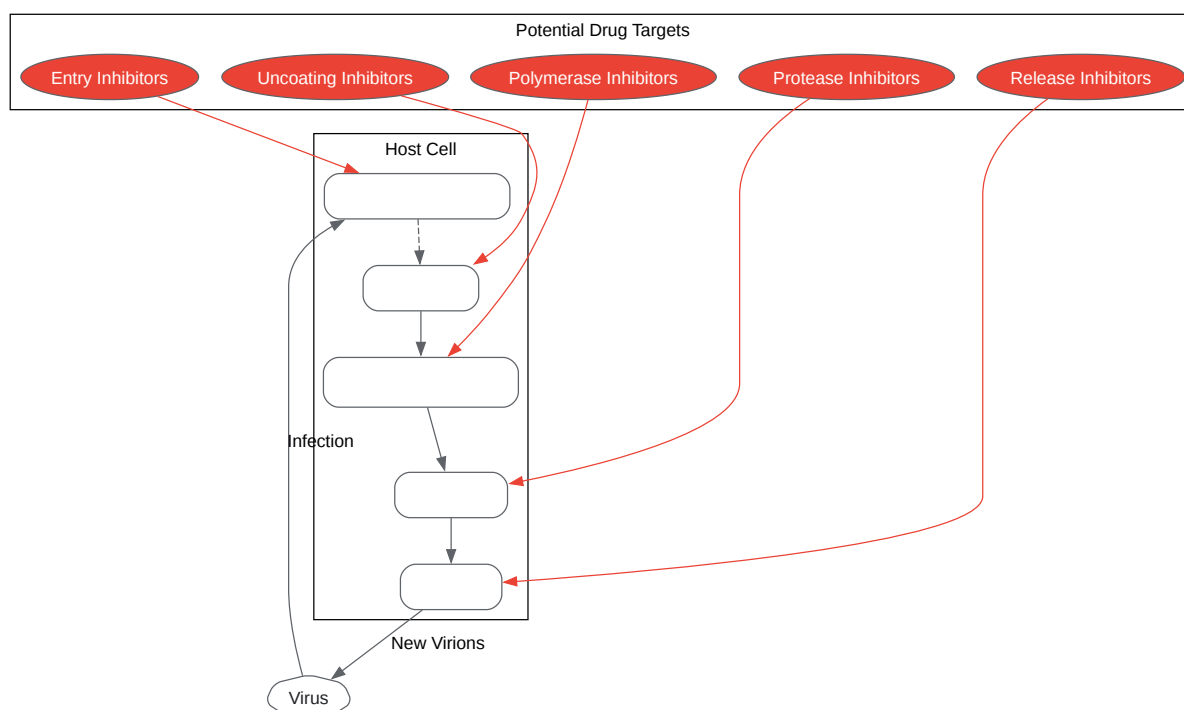 Potential Drug Targets
Entry Inhibitors
Uncoating Inhibitors
Polymerase Inhibitors
Protease Inhibitors
Release Inhibitors
Host Cell
Infection
New Virions
Virus